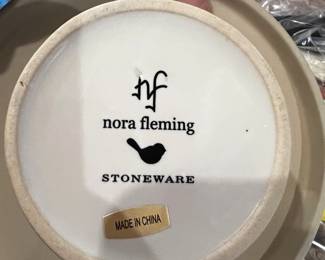 nf
nora fleming
STONEWARE
MADE IN CHINA